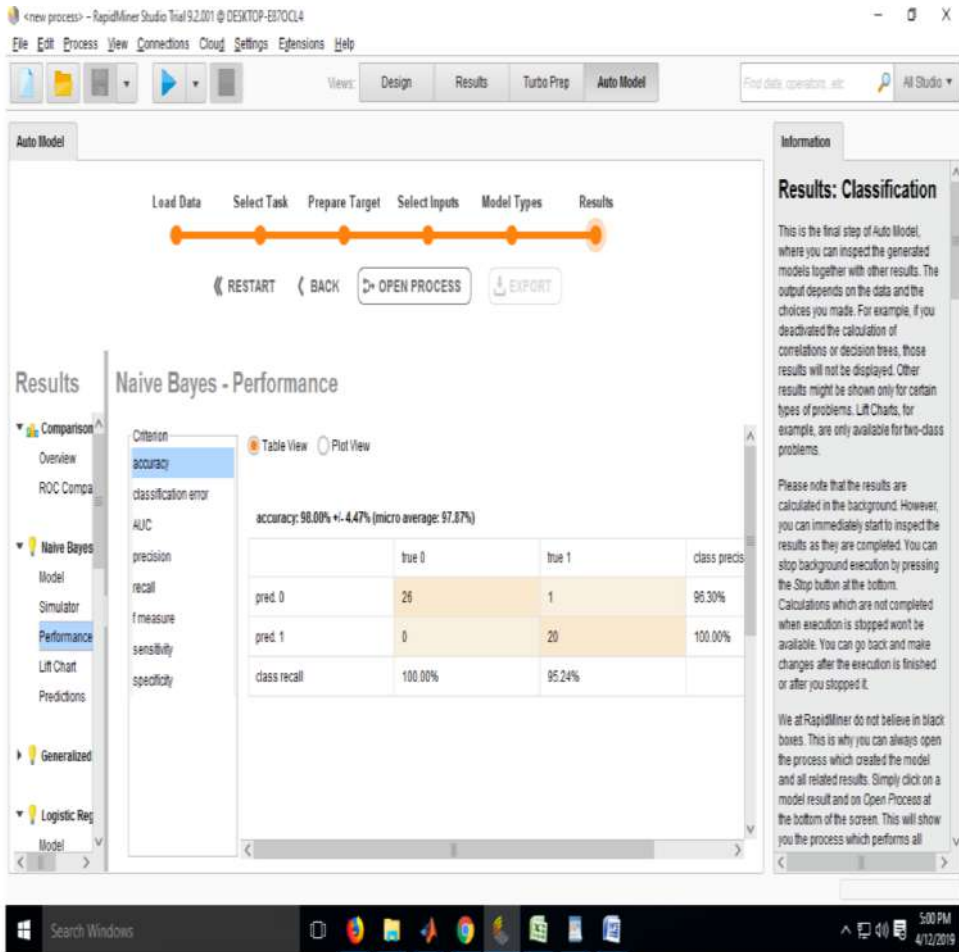 <new process> – RapidMiner Studio Trial 9.2.001 @ DESKTOP-E87OCL4
File Edit Process View Connections Cloud Settings Extensions Help
Views: Design Results Turbo Prep Auto Model Find data, operators, etc All Studio
Auto Model
Load Data Select Task Prepare Target Select Inputs Model Types Results
RESTART BACK OPEN PROCESS EXPORT
Results
Comparison
Overview
ROC Compa
Naive Bayes
Model
Simulator
Performance
Lift Chart
Predictions
Generalized
Logistic Reg
Model
Naive Bayes - Performance
Criterion
accuracy
classification error
AUC
precision
recall
f measure
sensitivity
specificity
Table View Plot View
accuracy: 98.00% +/- 4.47% (micro average: 97.87%)
true 0 true 1 class precis
pred. 0 26 1 96.30%
pred. 1 0 20 100.00%
class recall 100.00% 95.24%
Information
Results: Classification
This is the final step of Auto Model,
where you can inspect the generated
models together with other results. The
output depends on the data and the
choices you made. For example, if you
deactivated the calculation of
correlations or decision trees, those
results will not be displayed. Other
results might be shown only for certain
types of problems. Lift Charts, for
example, are only available for two-class
problems.
Please note that the results are
calculated in the background. However,
you can immediately start to inspect the
results as they are completed. You can
stop background execution by pressing
the Stop button at the bottom.
Calculations which are not completed
when execution is stopped won't be
available. You can go back and make
changes after the execution is finished
or after you stopped it.
We at RapidMiner do not believe in black
boxes. This is why you can always open
the process which created the model
and all related results. Simply click on a
model result and on Open Process at
the bottom of the screen. This will show
you the process which performs all
Search Windows
5:00 PM
4/12/2019